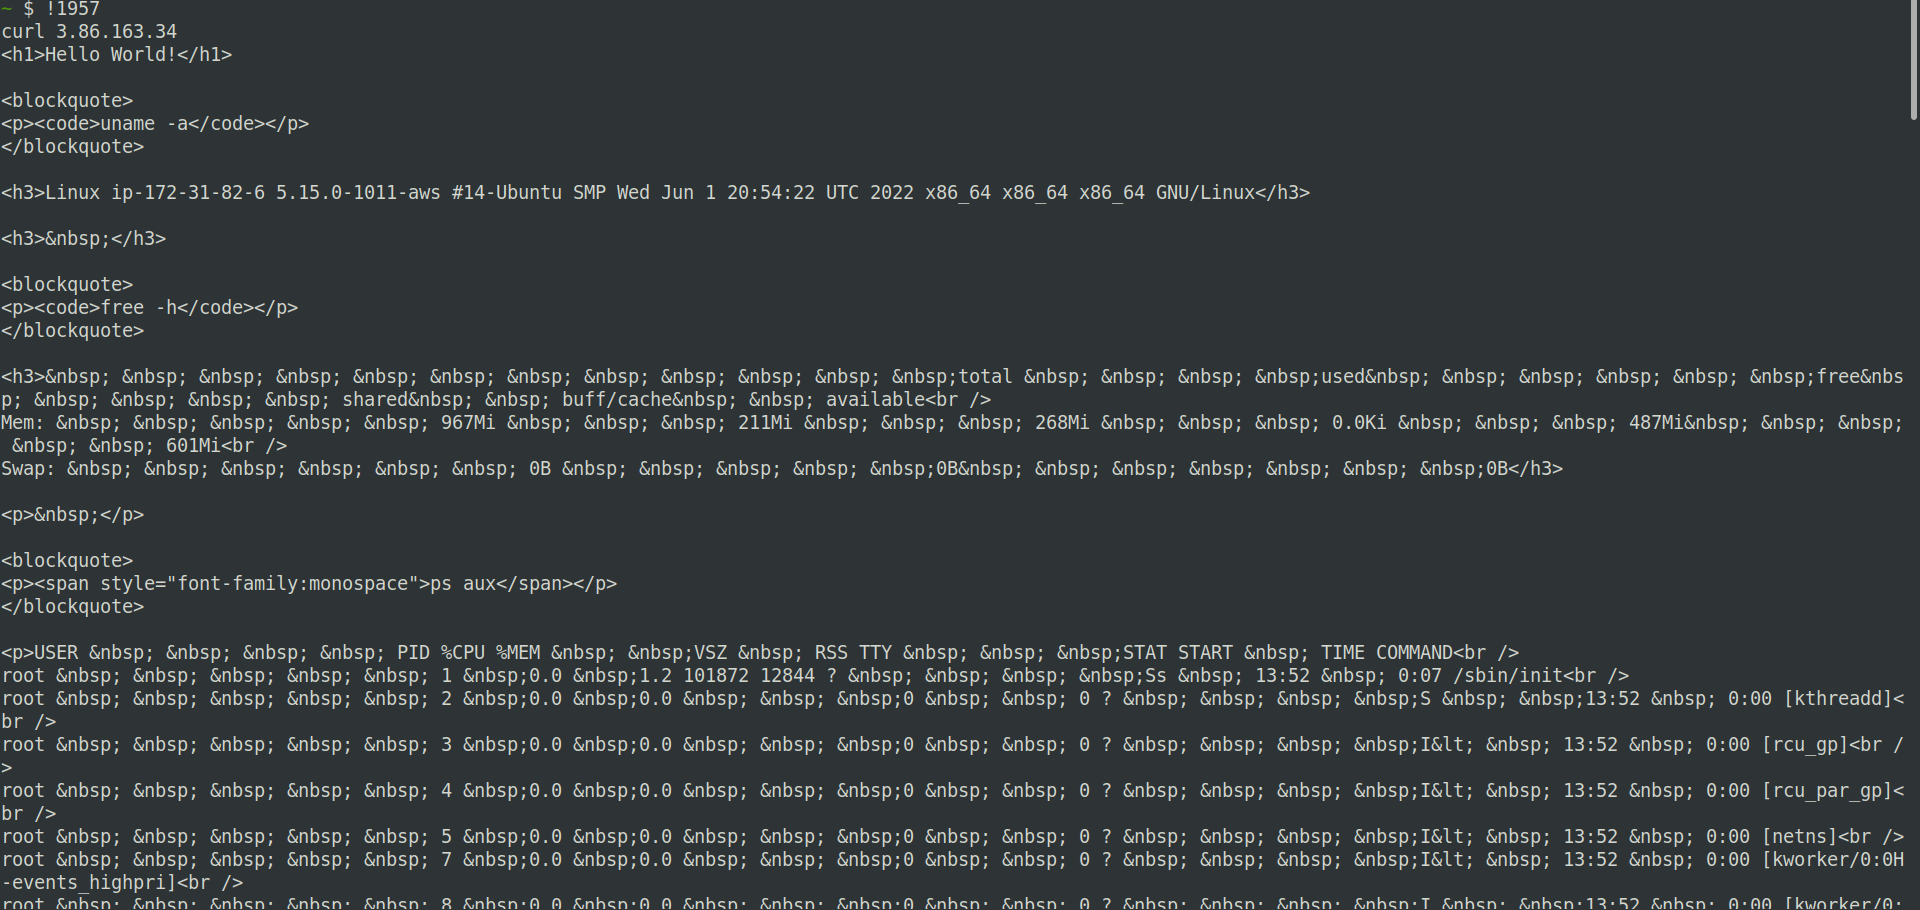 ~ $ !1957
curl 3.86.163.34
<h1>Hello World!</h1>
<blockquote>
<p><code>uname -a</code></p>
</blockquote>
<h3>Linux ip-172-31-82-6 5.15.0-1011-aws #14-Ubuntu SMP Wed Jun 1 20:54:22 UTC 2022 x86_64 x86_64 x86_64 GNU/Linux</h3>
<h3>&nbsp;</h3>
<blockquote>
<p><code>free -h</code></p>
</blockquote>
<h3>&nbsp; &nbsp; &nbsp; &nbsp; &nbsp; &nbsp; &nbsp; &nbsp; &nbsp; &nbsp; &nbsp; &nbsp;total &nbsp; &nbsp; &nbsp; &nbsp;used&nbsp; &nbsp; &nbsp; &nbsp; &nbsp; &nbsp;free&nbs
p; &nbsp; &nbsp; &nbsp; &nbsp; shared&nbsp; &nbsp; buff/cache&nbsp; &nbsp; available<br />
Mem: &nbsp; &nbsp; &nbsp; &nbsp; &nbsp; 967Mi &nbsp; &nbsp; &nbsp; 211Mi &nbsp; &nbsp; &nbsp; 268Mi &nbsp; &nbsp; &nbsp; 0.0Ki &nbsp; &nbsp; &nbsp; 487Mi&nbsp; &nbsp; &nbsp;
&nbsp; &nbsp; 601Mi<br />
Swap: &nbsp; &nbsp; &nbsp; &nbsp; &nbsp; &nbsp; 0B &nbsp; &nbsp; &nbsp; &nbsp; &nbsp;0B&nbsp; &nbsp; &nbsp; &nbsp; &nbsp; &nbsp; &nbsp;0B</h3>
<p>&nbsp;</p>
<blockquote>
<p><span style="font-family:monospace">ps aux</span></p>
</blockquote>
<p>USER &nbsp; &nbsp; &nbsp; &nbsp; PID %CPU %MEM &nbsp; &nbsp;VSZ &nbsp; RSS TTY &nbsp; &nbsp; &nbsp;STAT START &nbsp; TIME COMMAND<br />
root &nbsp; &nbsp; &nbsp; &nbsp; &nbsp; 1 &nbsp;0.0 &nbsp;1.2 101872 12844 ? &nbsp; &nbsp; &nbsp; &nbsp;Ss &nbsp; 13:52 &nbsp; 0:07 /sbin/init<br />
root &nbsp; &nbsp; &nbsp; &nbsp; &nbsp; 2 &nbsp;0.0 &nbsp;0.0 &nbsp; &nbsp; &nbsp;0 &nbsp; &nbsp; 0 ? &nbsp; &nbsp; &nbsp; &nbsp;S &nbsp; &nbsp;13:52 &nbsp; 0:00 [kthreadd]<
br />
root &nbsp; &nbsp; &nbsp; &nbsp; &nbsp; 3 &nbsp;0.0 &nbsp;0.0 &nbsp; &nbsp; &nbsp;0 &nbsp; &nbsp; 0 ? &nbsp; &nbsp; &nbsp; &nbsp;I&lt; &nbsp; 13:52 &nbsp; 0:00 [rcu_gp]<br /
>
root &nbsp; &nbsp; &nbsp; &nbsp; &nbsp; 4 &nbsp;0.0 &nbsp;0.0 &nbsp; &nbsp; &nbsp;0 &nbsp; &nbsp; 0 ? &nbsp; &nbsp; &nbsp; &nbsp;I&lt; &nbsp; 13:52 &nbsp; 0:00 [rcu_par_gp]<
br />
root &nbsp; &nbsp; &nbsp; &nbsp; &nbsp; 5 &nbsp;0.0 &nbsp;0.0 &nbsp; &nbsp; &nbsp;0 &nbsp; &nbsp; 0 ? &nbsp; &nbsp; &nbsp; &nbsp;I&lt; &nbsp; 13:52 &nbsp; 0:00 [netns]<br />
root &nbsp; &nbsp; &nbsp; &nbsp; &nbsp; 7 &nbsp;0.0 &nbsp;0.0 &nbsp; &nbsp; &nbsp;0 &nbsp; &nbsp; 0 ? &nbsp; &nbsp; &nbsp; &nbsp;I&lt; &nbsp; 13:52 &nbsp; 0:00 [kworker/0:0H
-events_highpri]<br />
root &nbsp; &nbsp; &nbsp; &nbsp; &nbsp; 8 &nbsp;0.0 &nbsp;0.0 &nbsp; &nbsp; &nbsp;0 &nbsp; &nbsp; 0 ? &nbsp; &nbsp; &nbsp; &nbsp;I &nbsp; &nbsp;13:52 &nbsp; 0:00 [kworker/0: